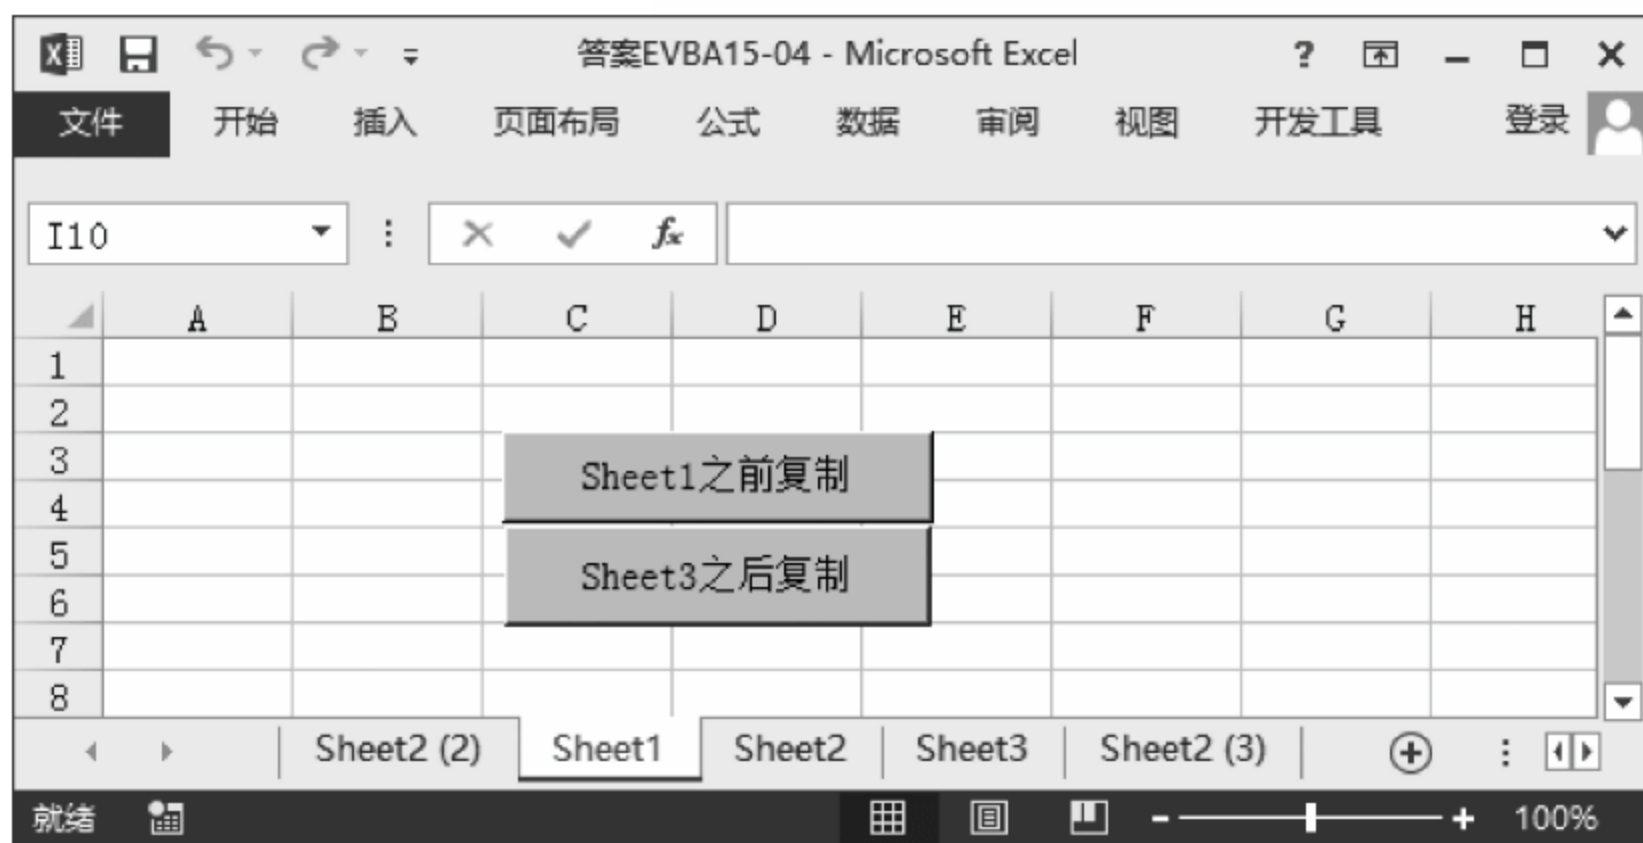 答案EVBA15-04 - Microsoft Excel
文件 开始 插入 页面布局 公式 数据 审阅 视图 开发工具 登录
I10 fx
A B C D E F G H
1
2
3
Sheet1之前复制
4
5
Sheet3之后复制
6
7
8
Sheet2 (2) Sheet1 Sheet2 Sheet3 Sheet2 (3)
就绪 100%